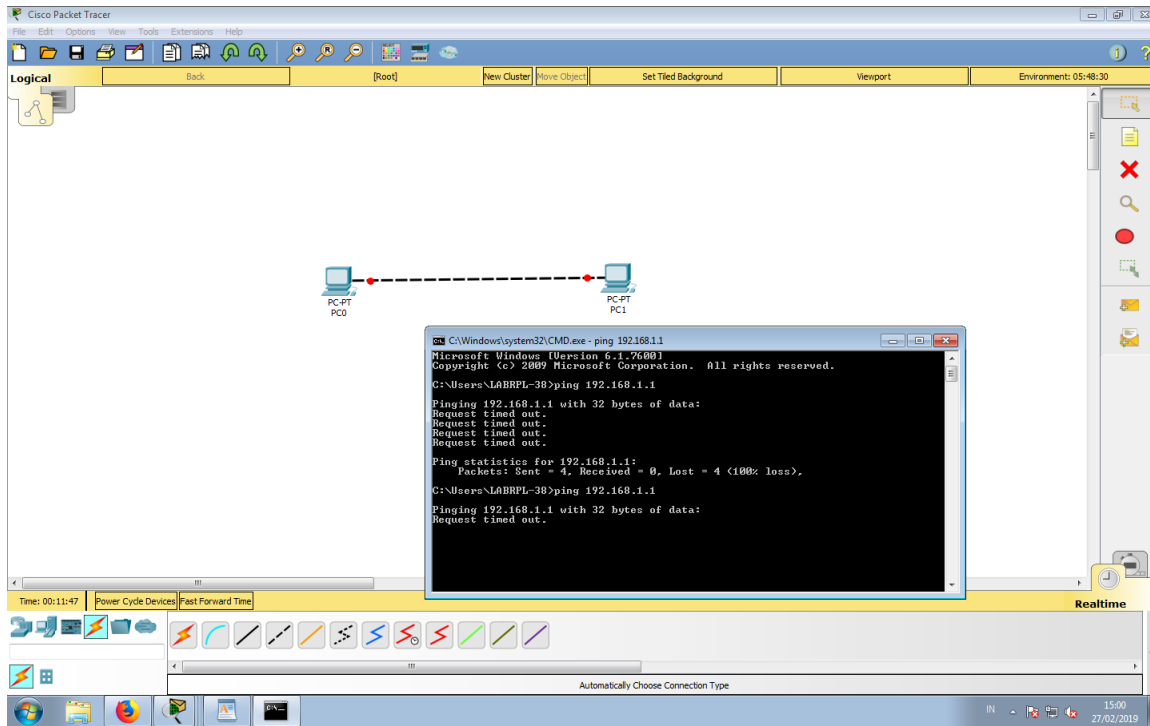 Cisco Packet Tracer
File Edit Options View Tools Extensions Help
Logical
Back
[Root]
New Cluster
Move Object
Set Tiled Background
Viewport
Environment: 05:48:30
PC-PT
PC0
PC-PT
PC1
C:\Windows\system32\CMD.exe - ping 192.168.1.1
Microsoft Windows [Version 6.1.7600]
Copyright (c) 2009 Microsoft Corporation. All rights reserved.
C:\Users\LABRPL-38>ping 192.168.1.1
Pinging 192.168.1.1 with 32 bytes of data:
Request timed out.
Request timed out.
Request timed out.
Request timed out.
Ping statistics for 192.168.1.1:
Packets: Sent = 4, Received = 0, Lost = 4 (100% loss),
C:\Users\LABRPL-38>ping 192.168.1.1
Pinging 192.168.1.1 with 32 bytes of data:
Request timed out.
Time: 00:11:47
Power Cycle Devices
Fast Forward Time
Realtime
Automatically Choose Connection Type
IN
15:00
27/02/2019